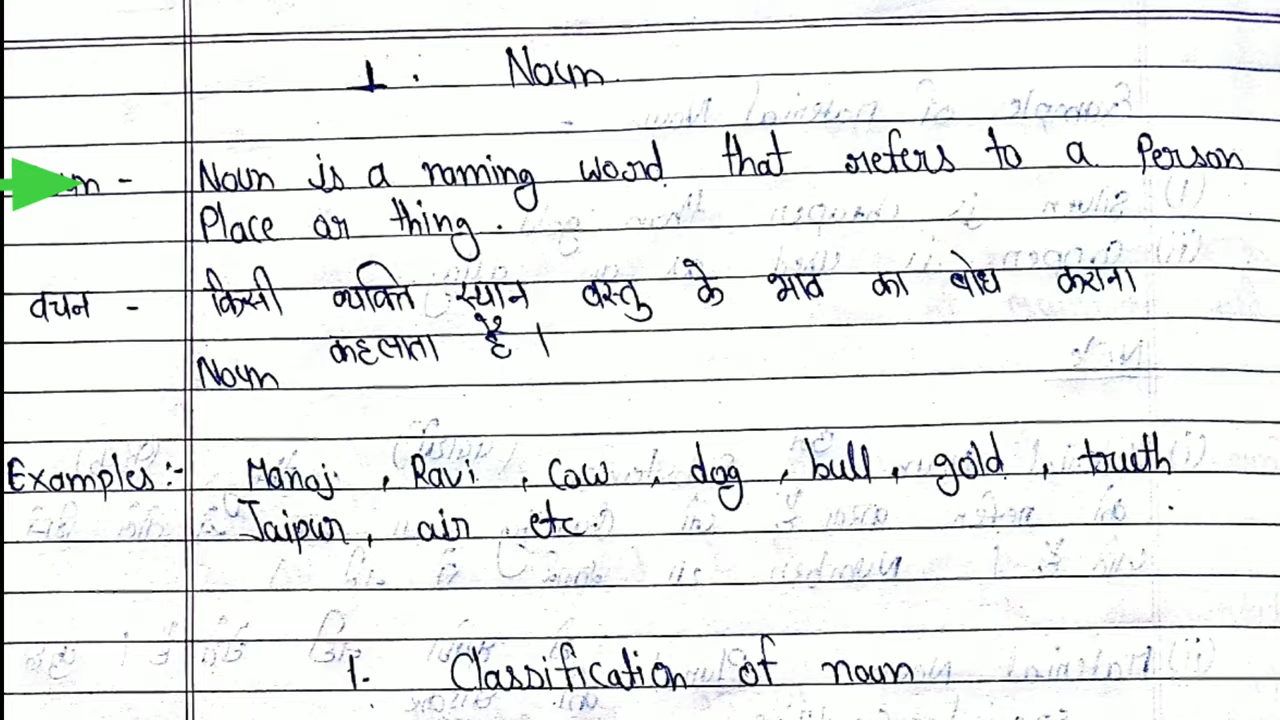 1. Noun
Noun is a naming word that refers to a Person
Place or thing.
वचन - किसी व्यक्ति स्थान वस्तु के भाव का बोध कराना
Noun कहलाता है ।
Examples :- Manoj, Ravi, Cow, dog, bull, gold, trueth
Jaipur, air etc.
1. Classification of noun